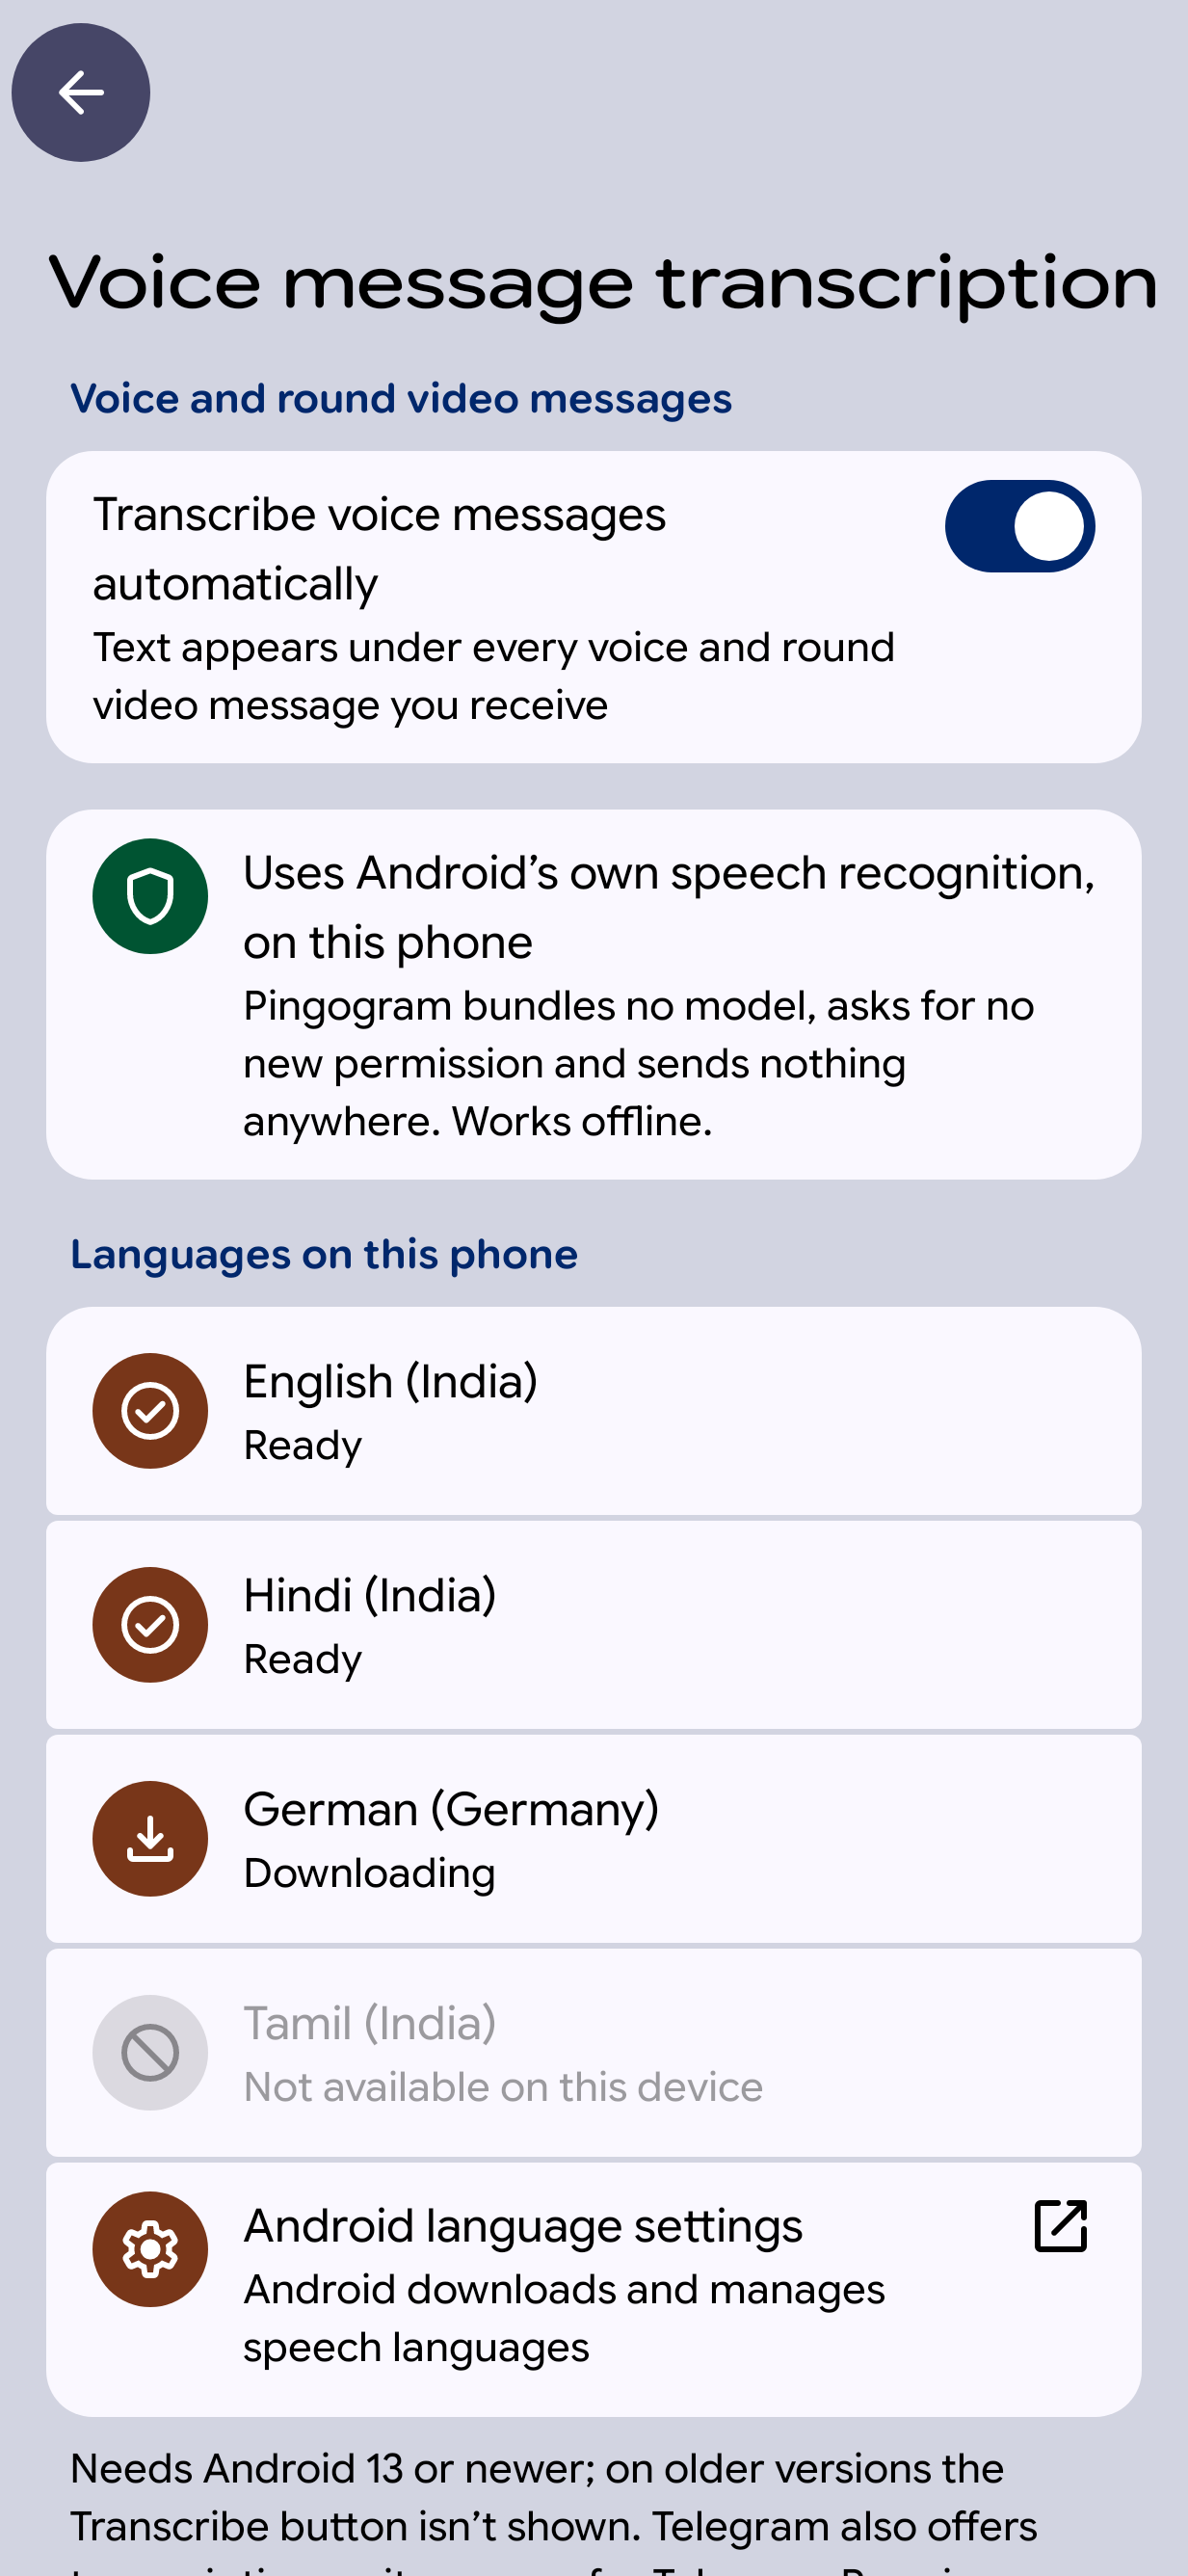 Voice message transcription
Voice and round video messages
Transcribe voice messages
automatically
Text appears under every voice and round
video message you receive
Uses Android’s own speech recognition,
on this phone
Pingogram bundles no model, asks for no
new permission and sends nothing
anywhere. Works offline.
Languages on this phone
English (India)
Ready
Hindi (India)
Ready
German (Germany)
Downloading
Tamil (India)
Not available on this device
Android language settings
Android downloads and manages
speech languages
Needs Android 13 or newer; on older versions the
Transcribe button isn’t shown. Telegram also offers